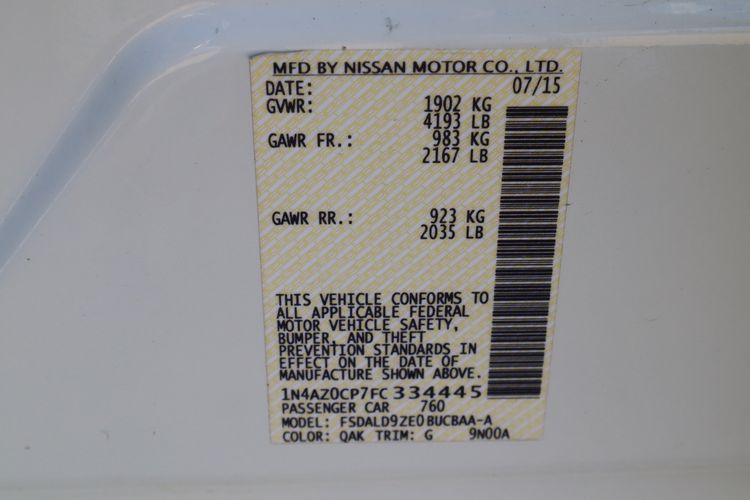 MFD BY NISSAN MOTOR CO., LTD.
DATE: 07/15
GVWR: 1902 KG
4193 LB
GAWR FR.: 983 KG
2167 LB
GAWR RR.: 923 KG
2035 LB
THIS VEHICLE CONFORMS TO
ALL APPLICABLE FEDERAL
MOTOR VEHICLE SAFETY,
BUMPER, AND THEFT
PREVENTION STANDARDS IN
EFFECT ON THE DATE OF
MANUFACTURE SHOWN ABOVE.
1N4AZ0CP7FC334445
PASSENGER CAR 760
MODEL: FSDALD9ZE0BUCBAA-A
COLOR: QAK TRIM: G 9N00A